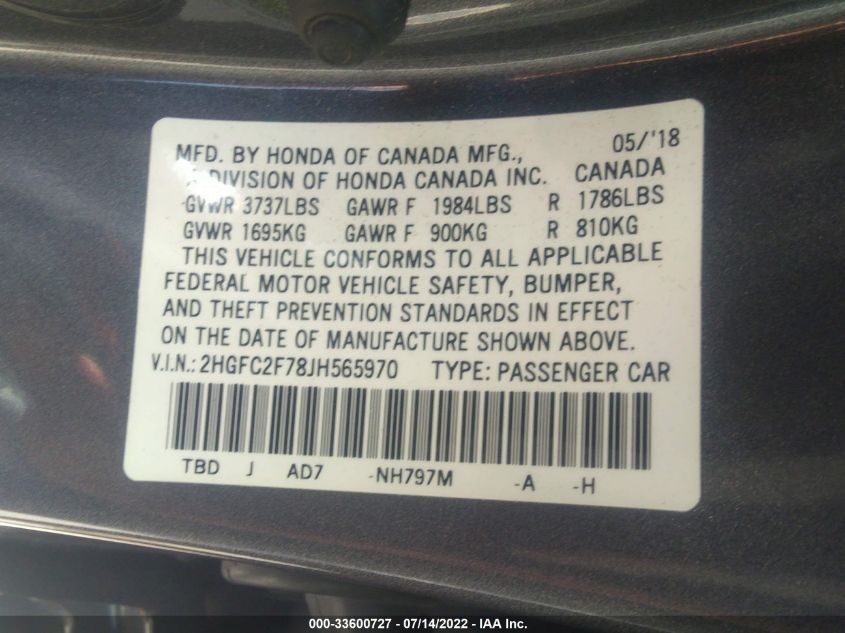 MFD. BY HONDA OF CANADA MFG., 05/'18
A DIVISION OF HONDA CANADA INC. CANADA
GVWR 3737LBS GAWR F 1984LBS R 1786LBS
GVWR 1695KG GAWR F 900KG R 810KG
THIS VEHICLE CONFORMS TO ALL APPLICABLE
FEDERAL MOTOR VEHICLE SAFETY, BUMPER,
AND THEFT PREVENTION STANDARDS IN EFFECT
ON THE DATE OF MANUFACTURE SHOWN ABOVE.
V.I.N.: 2HGFC2F78JH565970 TYPE: PASSENGER CAR
TBD J AD7 -NH797M -A -H
000-33600727 - 07/14/2022 - IAA Inc.